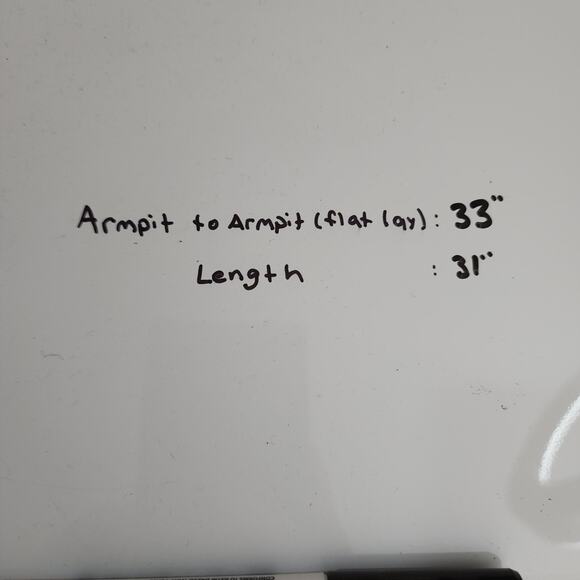 Armpit to Armpit (flat lay): 33"
Length : 31"